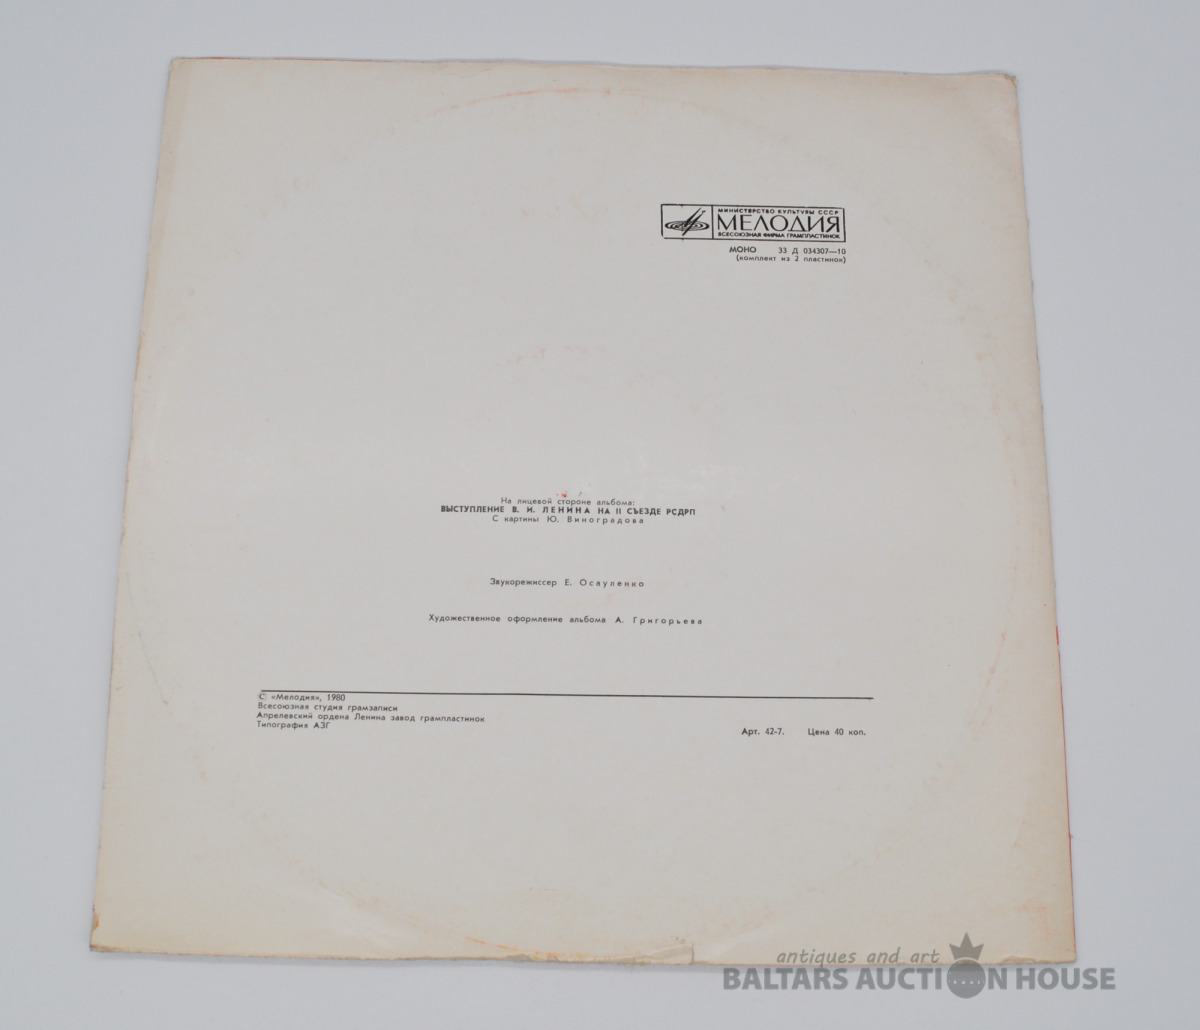 МИНИСТЕРСТВО КУЛЬТУРЫ СССР
МЕЛОДИЯ
ВСЕСОЮЗНАЯ ФИРМА ГРАМПЛАСТИНОК
МОНО 33 Д 034307—10
(комплект из 2 пластинок)
На лицевой стороне альбома:
ВЫСТУПЛЕНИЕ В. И. ЛЕНИНА НА II СЪЕЗДЕ РСДРП
С картины Ю. Виноградова
Звукорежиссер Е. Осауленко
Художественное оформление альбома А. Григорьева
© «Мелодия», 1980
Всесоюзная студия грамзаписи
Апрелевский ордена Ленина завод грампластинок
Типография АЗГ
Арт. 42-7. Цена 40 коп.
antiques and art
BALTARS AUCTION HOUSE